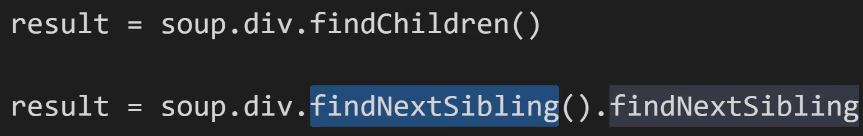 result = soup.div.findChildren()
result = soup.div.findNextSibling().findNextSibling